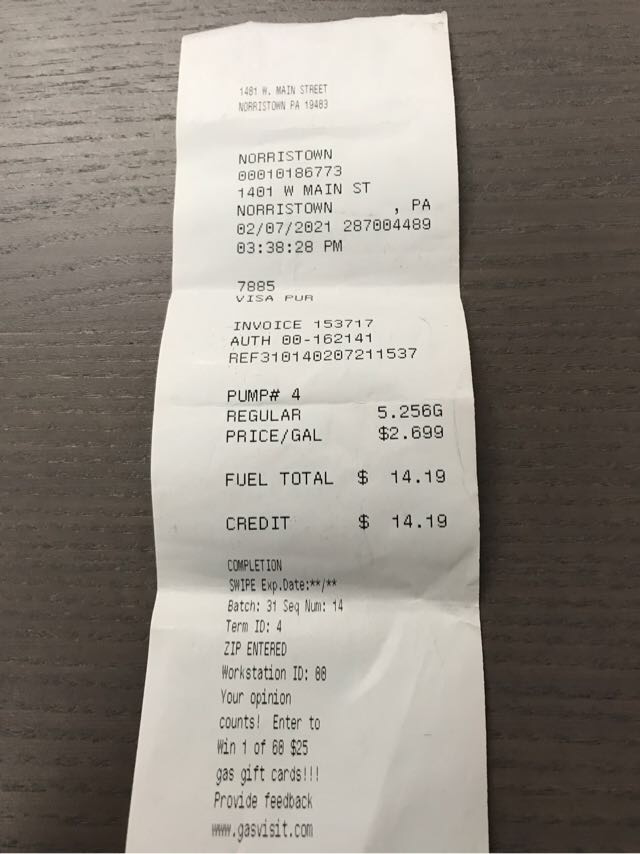 1481 W. MAIN STREET
NORRISTOWN PA 19403
NORRISTOWN
00010186773
1401 W MAIN ST
NORRISTOWN , PA
02/07/2021 287004489
03:38:28 PM
7885
VISA PUR
INVOICE 153717
AUTH 00-162141
REF310140207211537
PUMP# 4
REGULAR 5.256G
PRICE/GAL $2.699
FUEL TOTAL $ 14.19
CREDIT $ 14.19
COMPLETION
SWIPE Exp.Date:**/**
Batch: 31 Seq Num: 14
Term ID: 4
ZIP ENTERED
Workstation ID: 00
Your opinion
counts! Enter to
Win 1 of 60 $25
gas gift cards!!!
Provide feedback
www.gasvisit.com